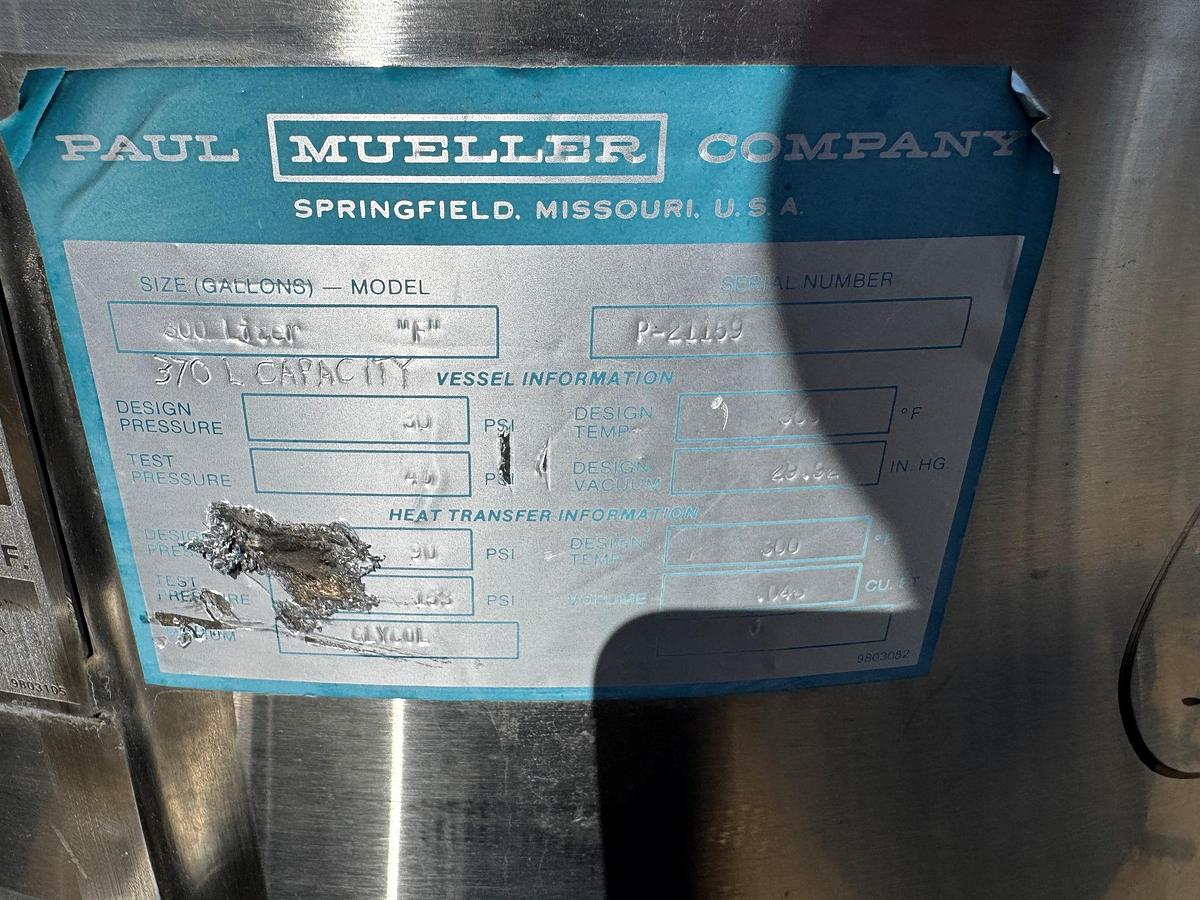 PAUL MUELLER COMPANY
SPRINGFIELD, MISSOURI, U.S.A.
SIZE (GALLONS) — MODEL SERIAL NUMBER
300 Liter "F" P-21159
370 L CAPACITY
VESSEL INFORMATION
DESIGN PRESSURE 30 PSI DESIGN TEMP °F
TEST PRESSURE PSI DESIGN VACUUM 29.92 IN. HG.
HEAT TRANSFER INFORMATION
90 PSI DESIGN TEMP 300 °F
TEST PSI VOLUME CU. FT
GLYCOL
9803082
F.
9803105